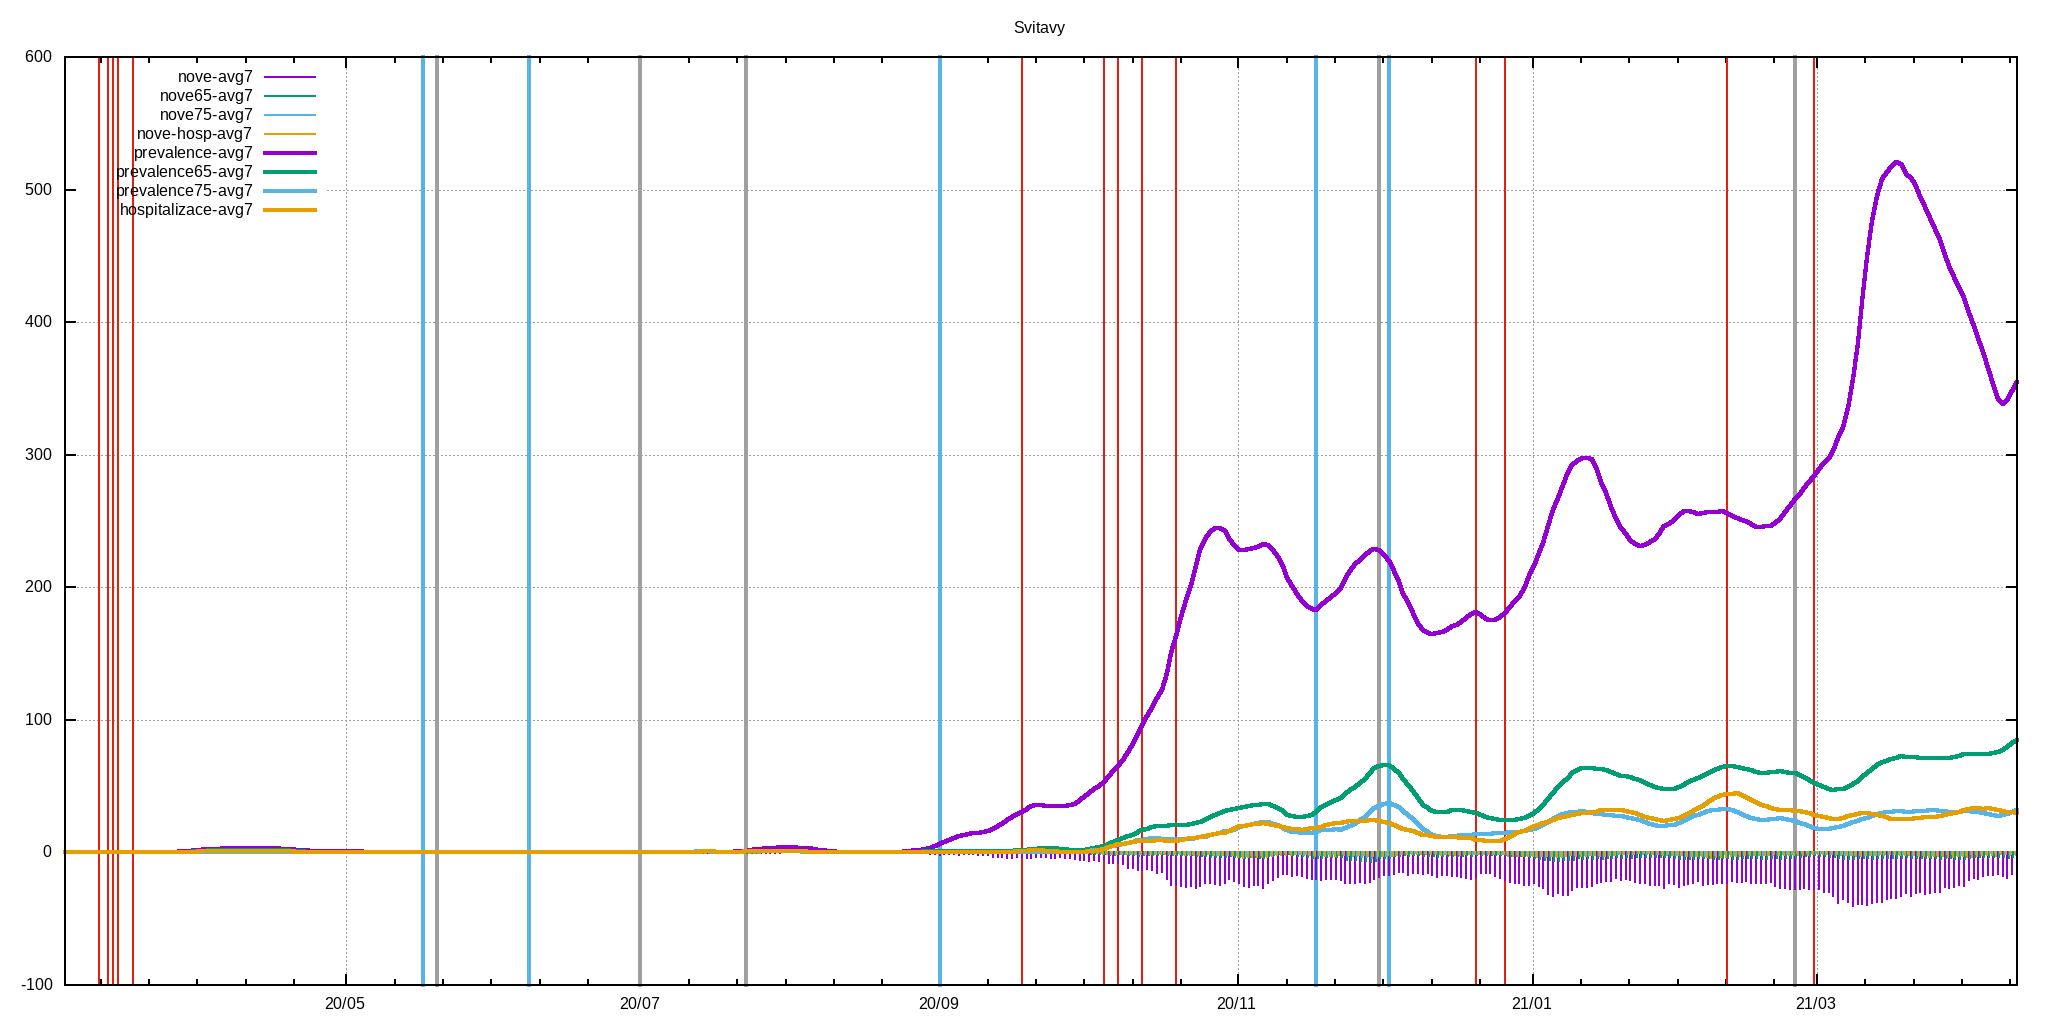 Svitavy
600
500
400
300
200
100
0
-100
nove-avg7
nove65-avg7
nove75-avg7
nove-hosp-avg7
prevalence-avg7
prevalence65-avg7
prevalence75-avg7
hospitalizace-avg7
20/05 20/07 20/09 20/11 21/01 21/03